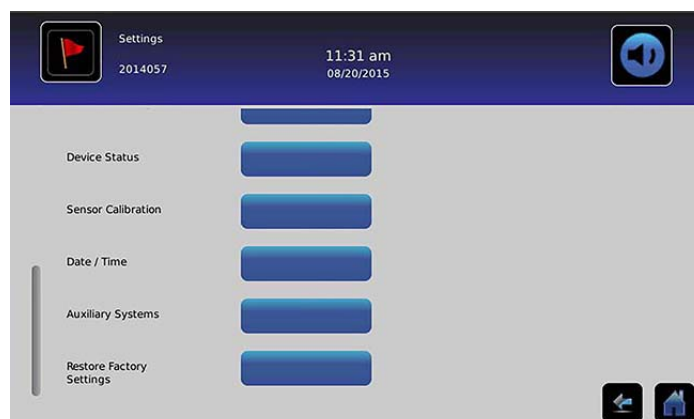 Settings
2014057
11:31 am
08/20/2015
Device Status
Sensor Calibration
Date / Time
Auxiliary Systems
Restore Factory
Settings